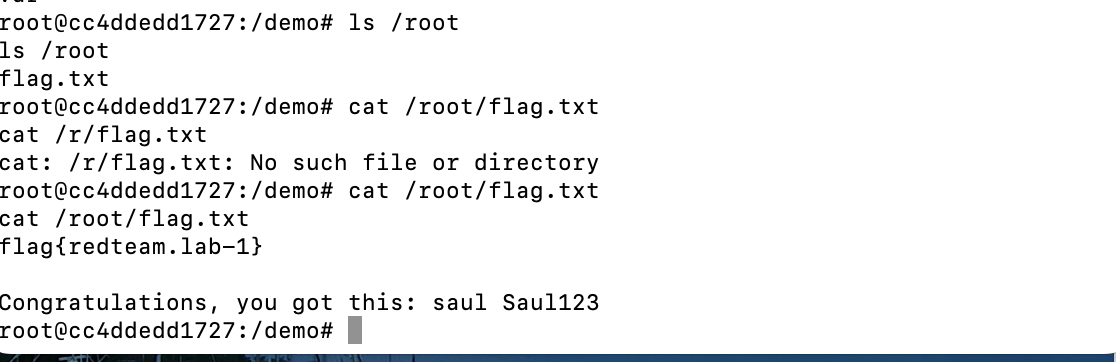 root@cc4ddedd1727:/demo# ls /root
ls /root
flag.txt
root@cc4ddedd1727:/demo# cat /root/flag.txt
cat /r/flag.txt
cat: /r/flag.txt: No such file or directory
root@cc4ddedd1727:/demo# cat /root/flag.txt
cat /root/flag.txt
flag{redteam.lab-1}
Congratulations, you got this: saul Saul123
root@cc4ddedd1727:/demo#